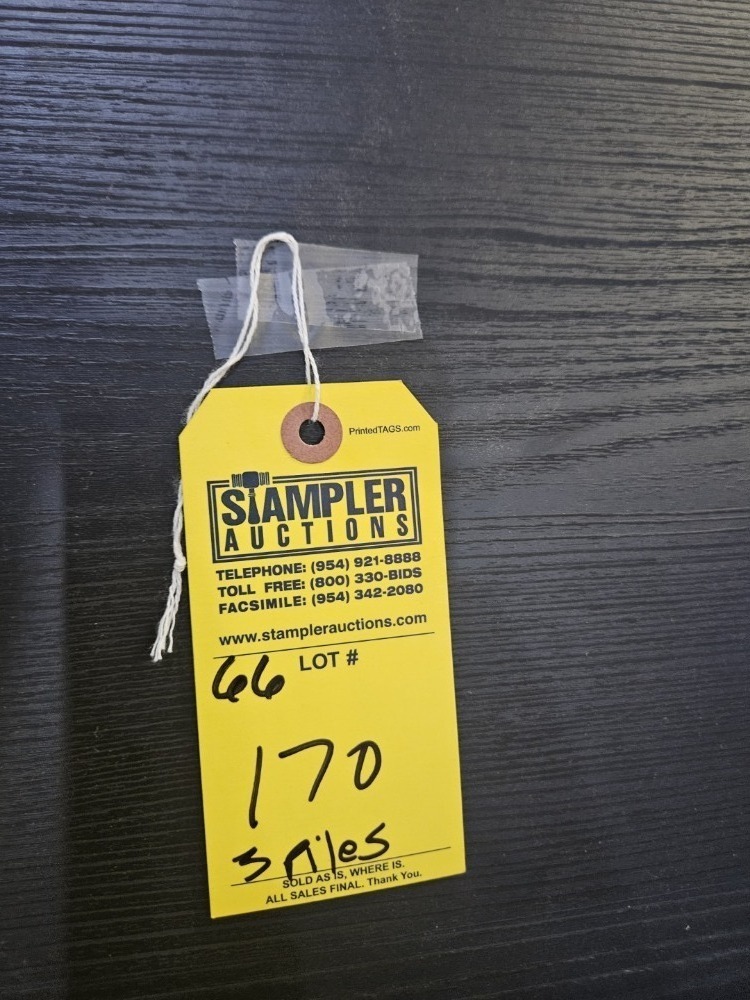 PrintedTAGS.com
STAMPLER
AUCTIONS
TELEPHONE: (954) 921-8888
TOLL FREE: (800) 330-BIDS
FACSIMILE: (954) 342-2080
www.stamplerauctions.com
66 LOT #
170
3 Piles
SOLD AS IS, WHERE IS.
ALL SALES FINAL. Thank You.